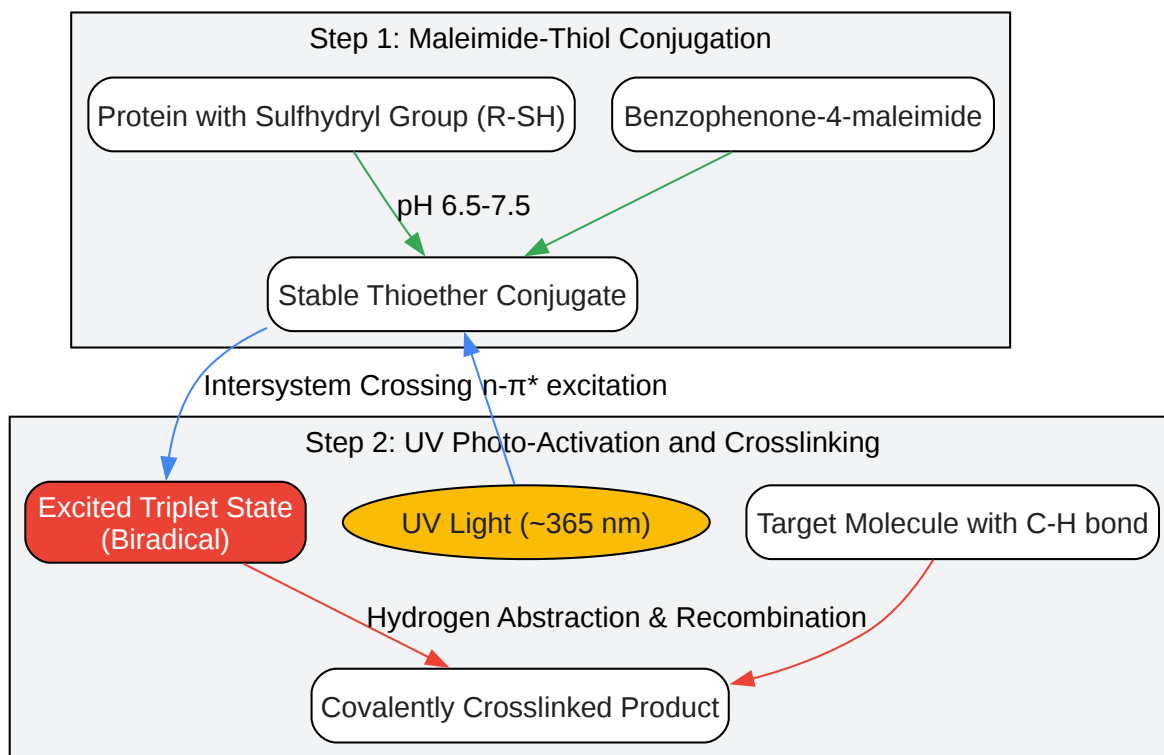 Step 1: Maleimide-Thiol Conjugation
Protein with Sulfhydryl Group (R-SH)
Benzophenone-4-maleimide
pH 6.5-7.5
Stable Thioether Conjugate
Intersystem Crossing
n-π* excitation
Step 2: UV Photo-Activation and Crosslinking
Excited Triplet State
(Biradical)
UV Light (~365 nm)
Target Molecule with C-H bond
Hydrogen Abstraction & Recombination
Covalently Crosslinked Product